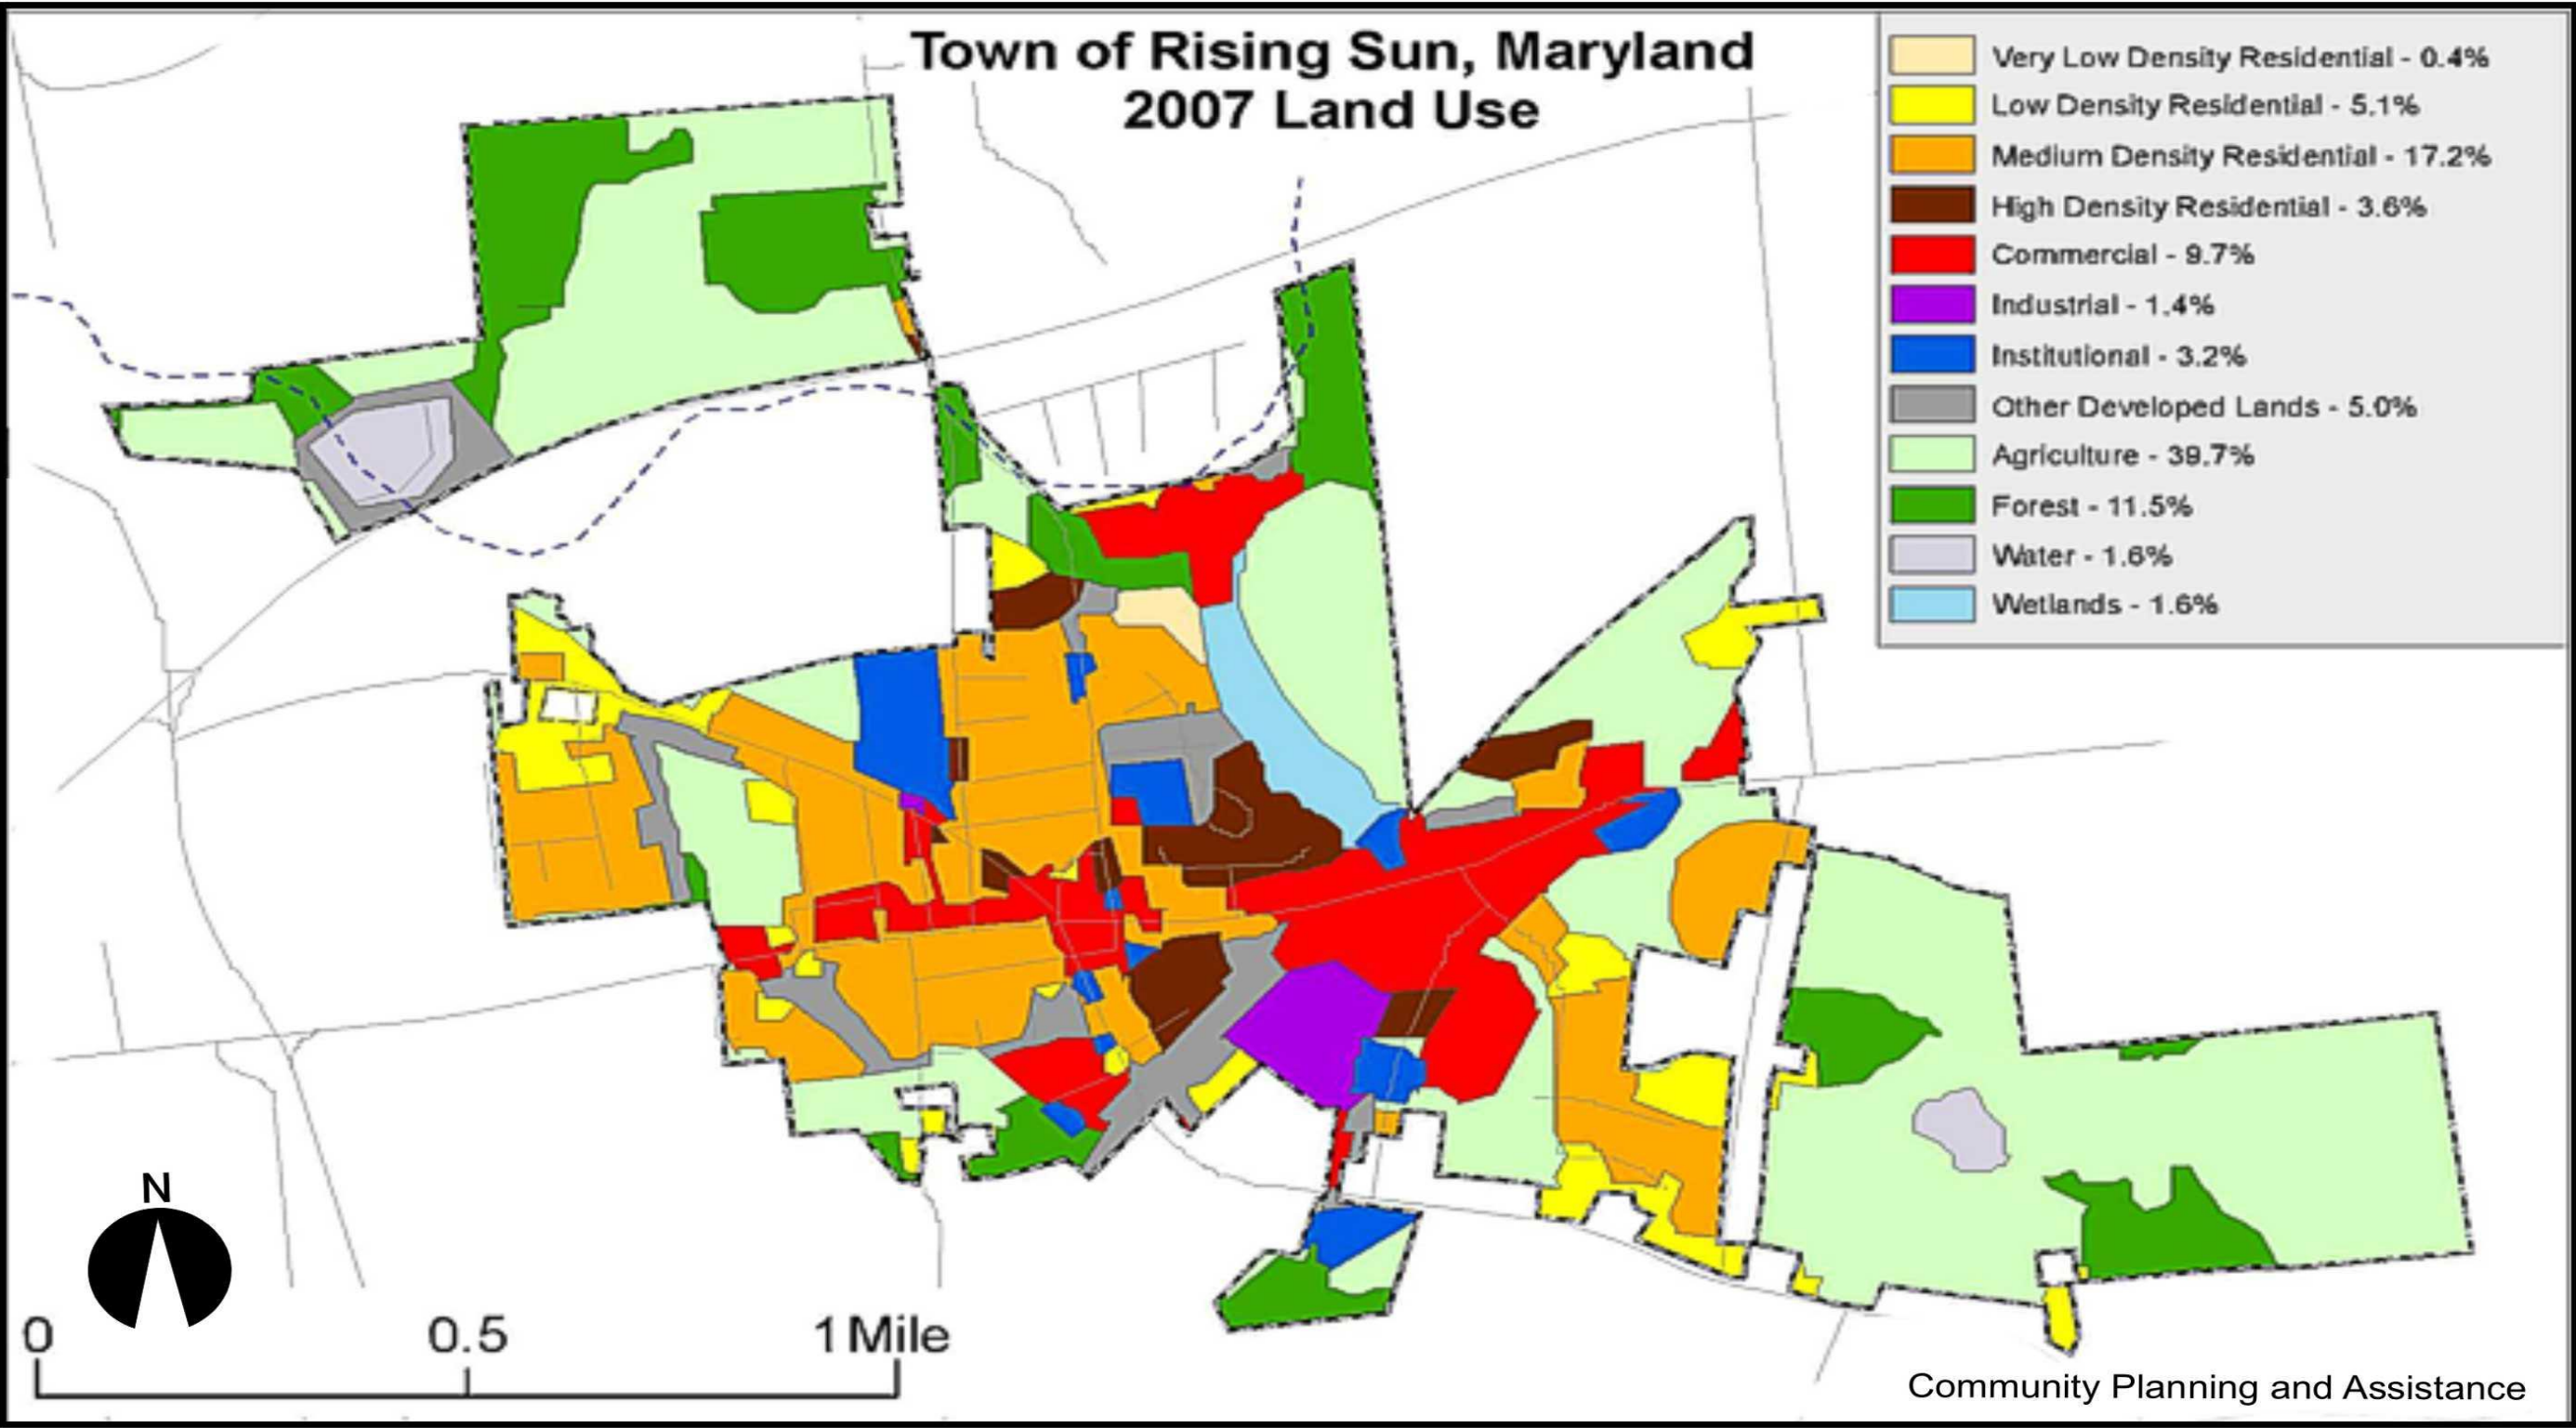 Town of Rising Sun, Maryland
2007 Land Use
Very Low Density Residential - 0.4%
Low Density Residential - 5.1%
Medium Density Residential - 17.2%
High Density Residential - 3.6%
Commercial - 9.7%
Industrial - 1.4%
Institutional - 3.2%
Other Developed Lands - 5.0%
Agriculture - 39.7%
Forest - 11.5%
Water - 1.6%
Wetlands - 1.6%
N
0 0.5 1 Mile
Community Planning and Assistance